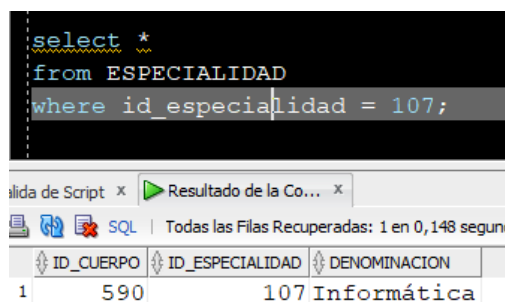 select *
from ESPECIALIDAD
where id_especialidad = 107;
alida de Script x Resultado de la Co... x
SQL | Todas las Filas Recuperadas: 1 en 0,148 segun
ID_CUERPO ID_ESPECIALIDAD DENOMINACION
1 590 107 Informática